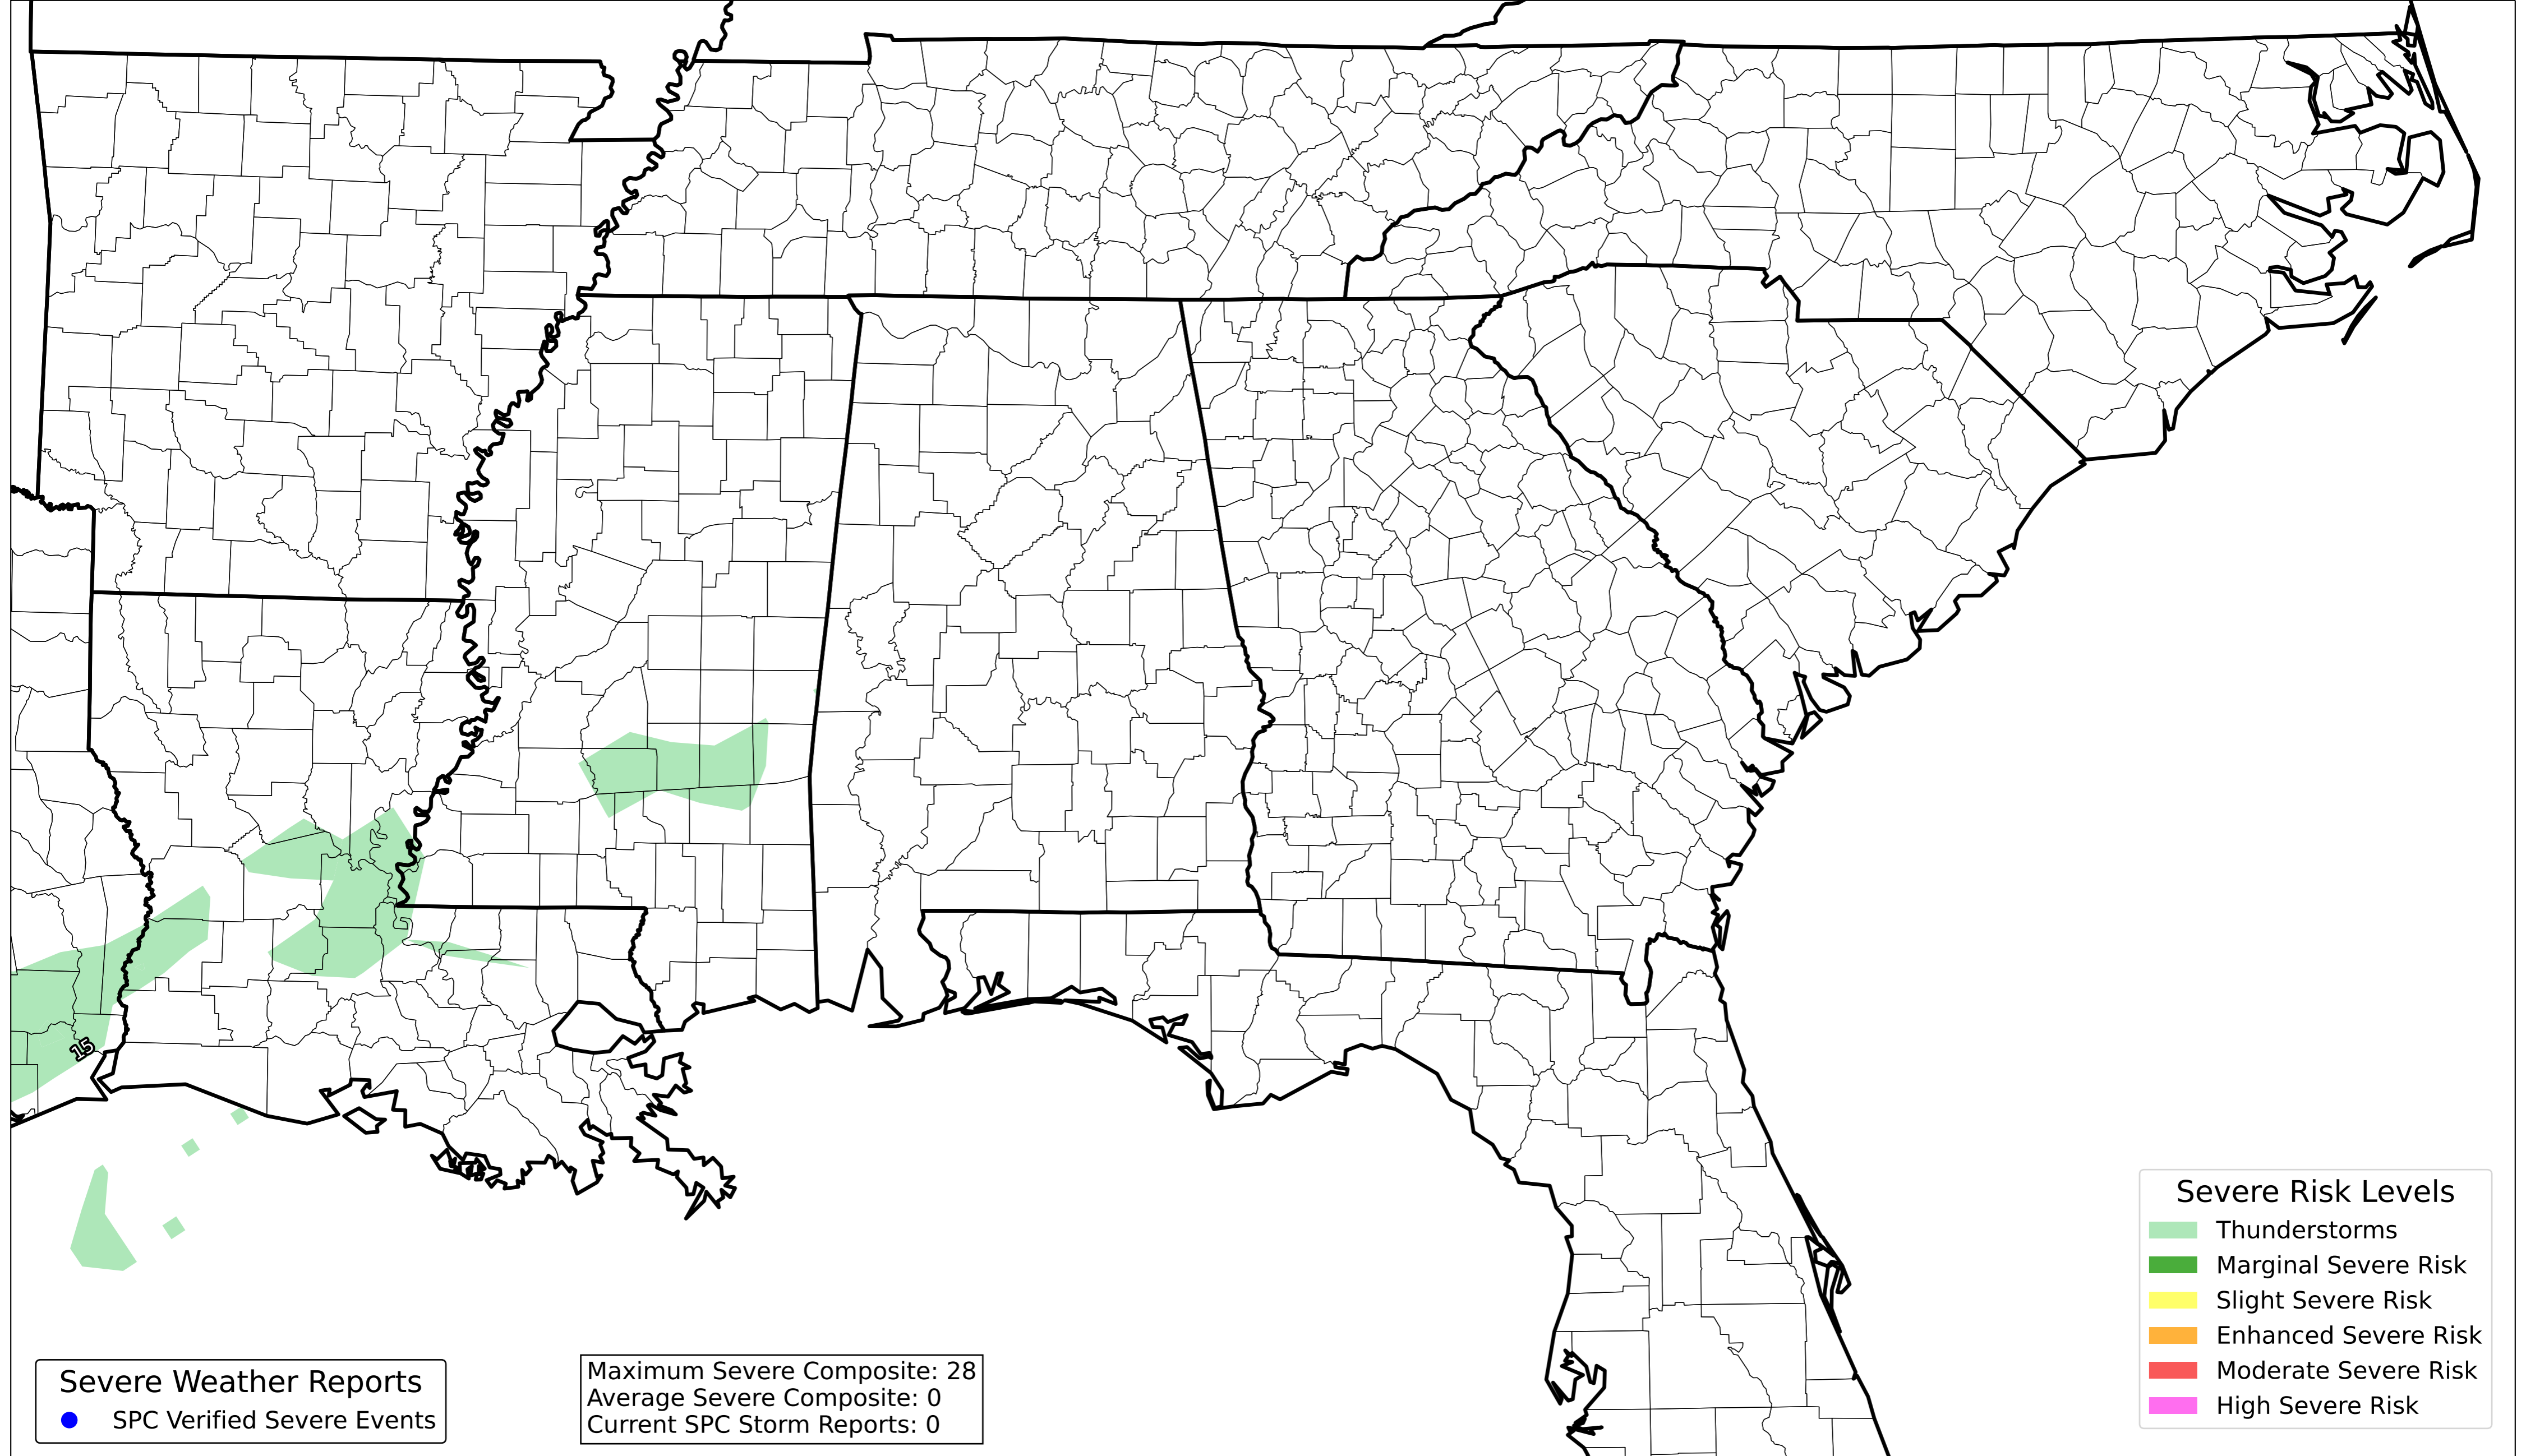 15
Severe Risk Levels
Thunderstorms
Marginal Severe Risk
Slight Severe Risk
Enhanced Severe Risk
Moderate Severe Risk
High Severe Risk
Severe Weather Reports
SPC Verified Severe Events
Maximum Severe Composite: 28
Average Severe Composite: 0
Current SPC Storm Reports: 0